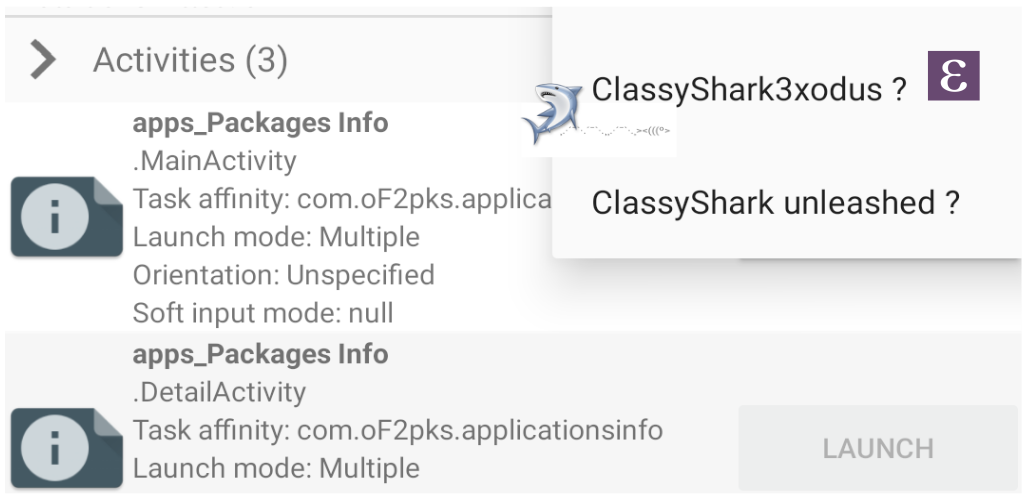 Activities (3)
ClassyShark3xodus ?
ε
ClassyShark unleashed ?
apps_Packages Info
.MainActivity
Task affinity: com.oF2pks.applica
Launch mode: Multiple
Orientation: Unspecified
Soft input mode: null
apps_Packages Info
.DetailActivity
Task affinity: com.oF2pks.applicationsinfo
Launch mode: Multiple
LAUNCH